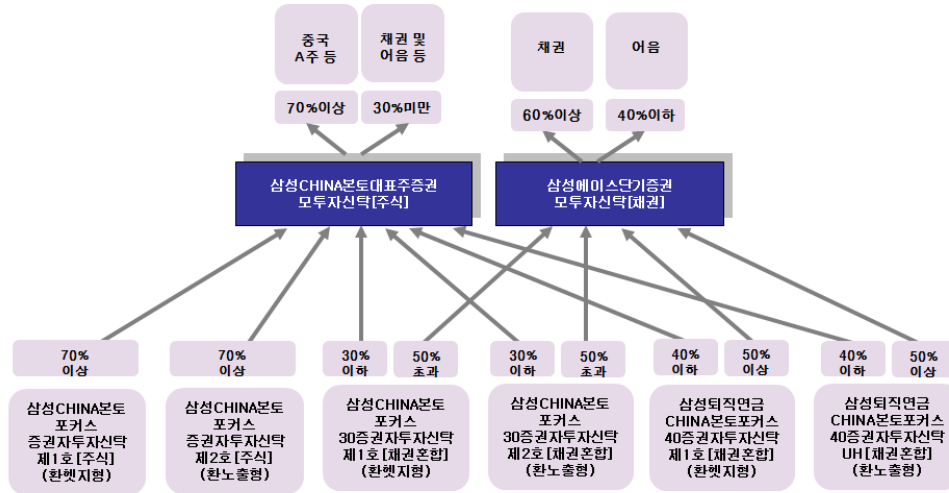 중국
A주 등
채권 및
어음 등
채권
어음
70%이상
30%미만
60%이상
40%이하
삼성CHINA본토대표주증권
모투자신탁[주식]
삼성에이스단기증권
모투자신탁[채권]
70%
이상
70%
이상
30%
이하
50%
초과
30%
이하
50%
초과
40%
이하
50%
이상
40%
이하
50%
이상
삼성CHINA본토
포커스
증권자투자신탁
제1호[주식]
(환헷지형)
삼성CHINA본토
포커스
증권자투자신탁
제2호[주식]
(환노출형)
삼성CHINA본토
포커스
30증권자투자신탁
제1호[채권혼합]
(환헷지형)
삼성CHINA본토
포커스
30증권자투자신탁
제2호[채권혼합]
(환노출형)
삼성퇴직연금
CHINA본토포커스
40증권자투자신탁
제1호[채권혼합]
(환헷지형)
삼성퇴직연금
CHINA본토포커스
40증권자투자신탁
UH[채권혼합]
(환노출형)